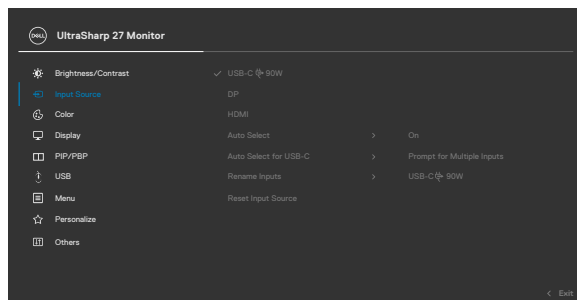 DELL UltraSharp 27 Monitor
Brightness/Contrast USB-C 90W
Input Source DP
Color HDMI
Display Auto Select On
PIP/PBP Auto Select for USB-C Prompt for Multiple Inputs
USB Rename Inputs USB-C 90W
Menu Reset Input Source
Personalize
Others
Exit